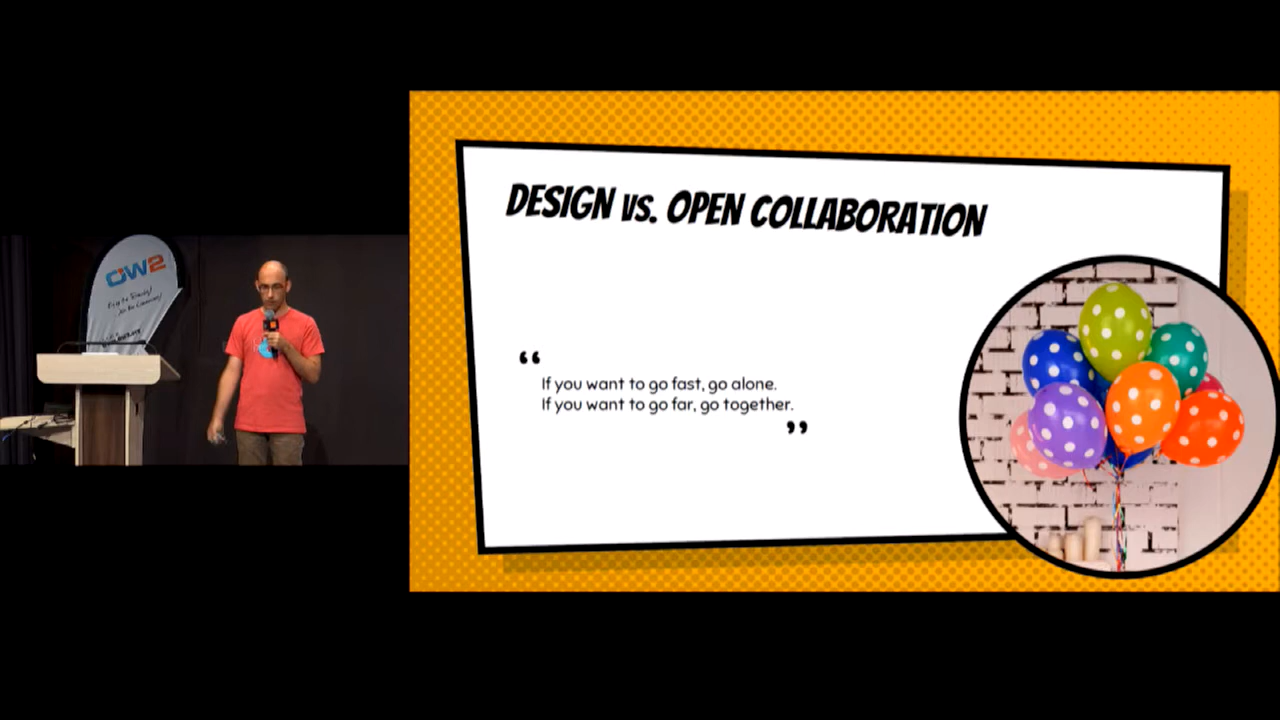 OW2
DESIGN vs. OPEN COLLABORATION
“
If you want to go fast, go alone.
If you want to go far, go together.
”